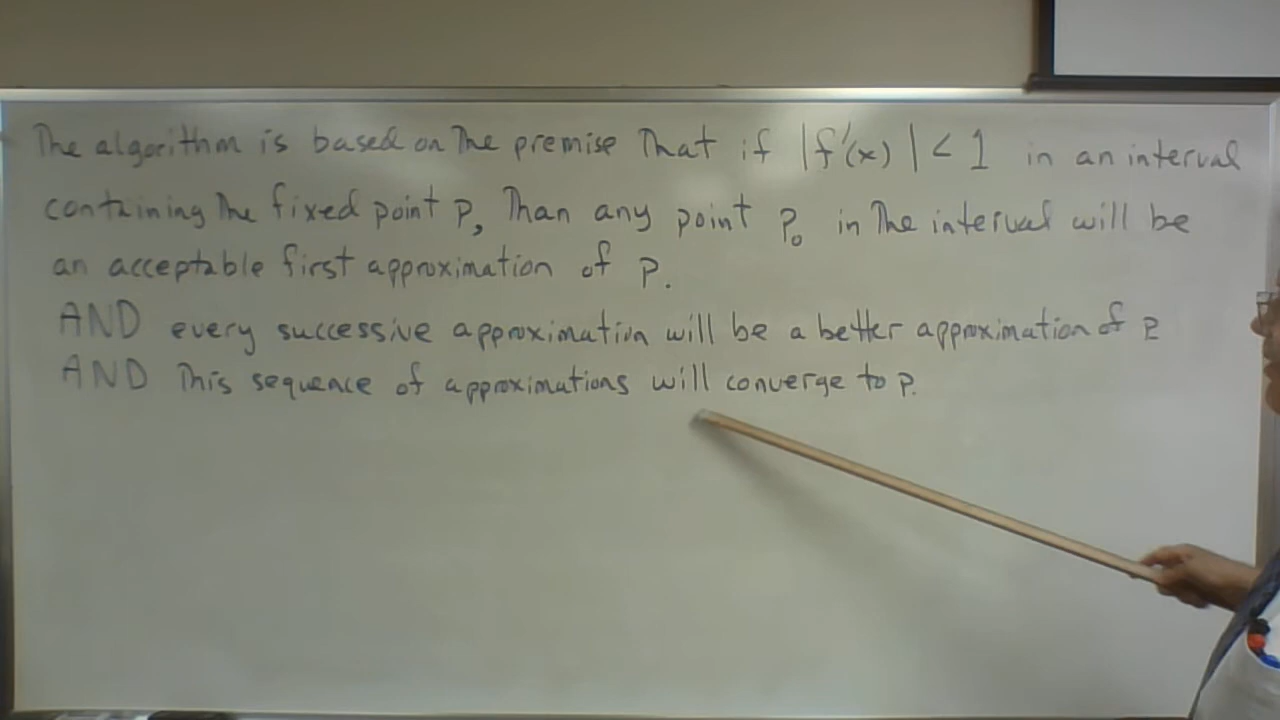 The algorithm is based on The premise That if |f'(x)| < 1 in an interval
containing The fixed point P, Than any point P₀ in The interval will be
an acceptable first approximation of P.
AND every successive approximation will be a better approximation of P
AND This sequence of approximations will converge to P.